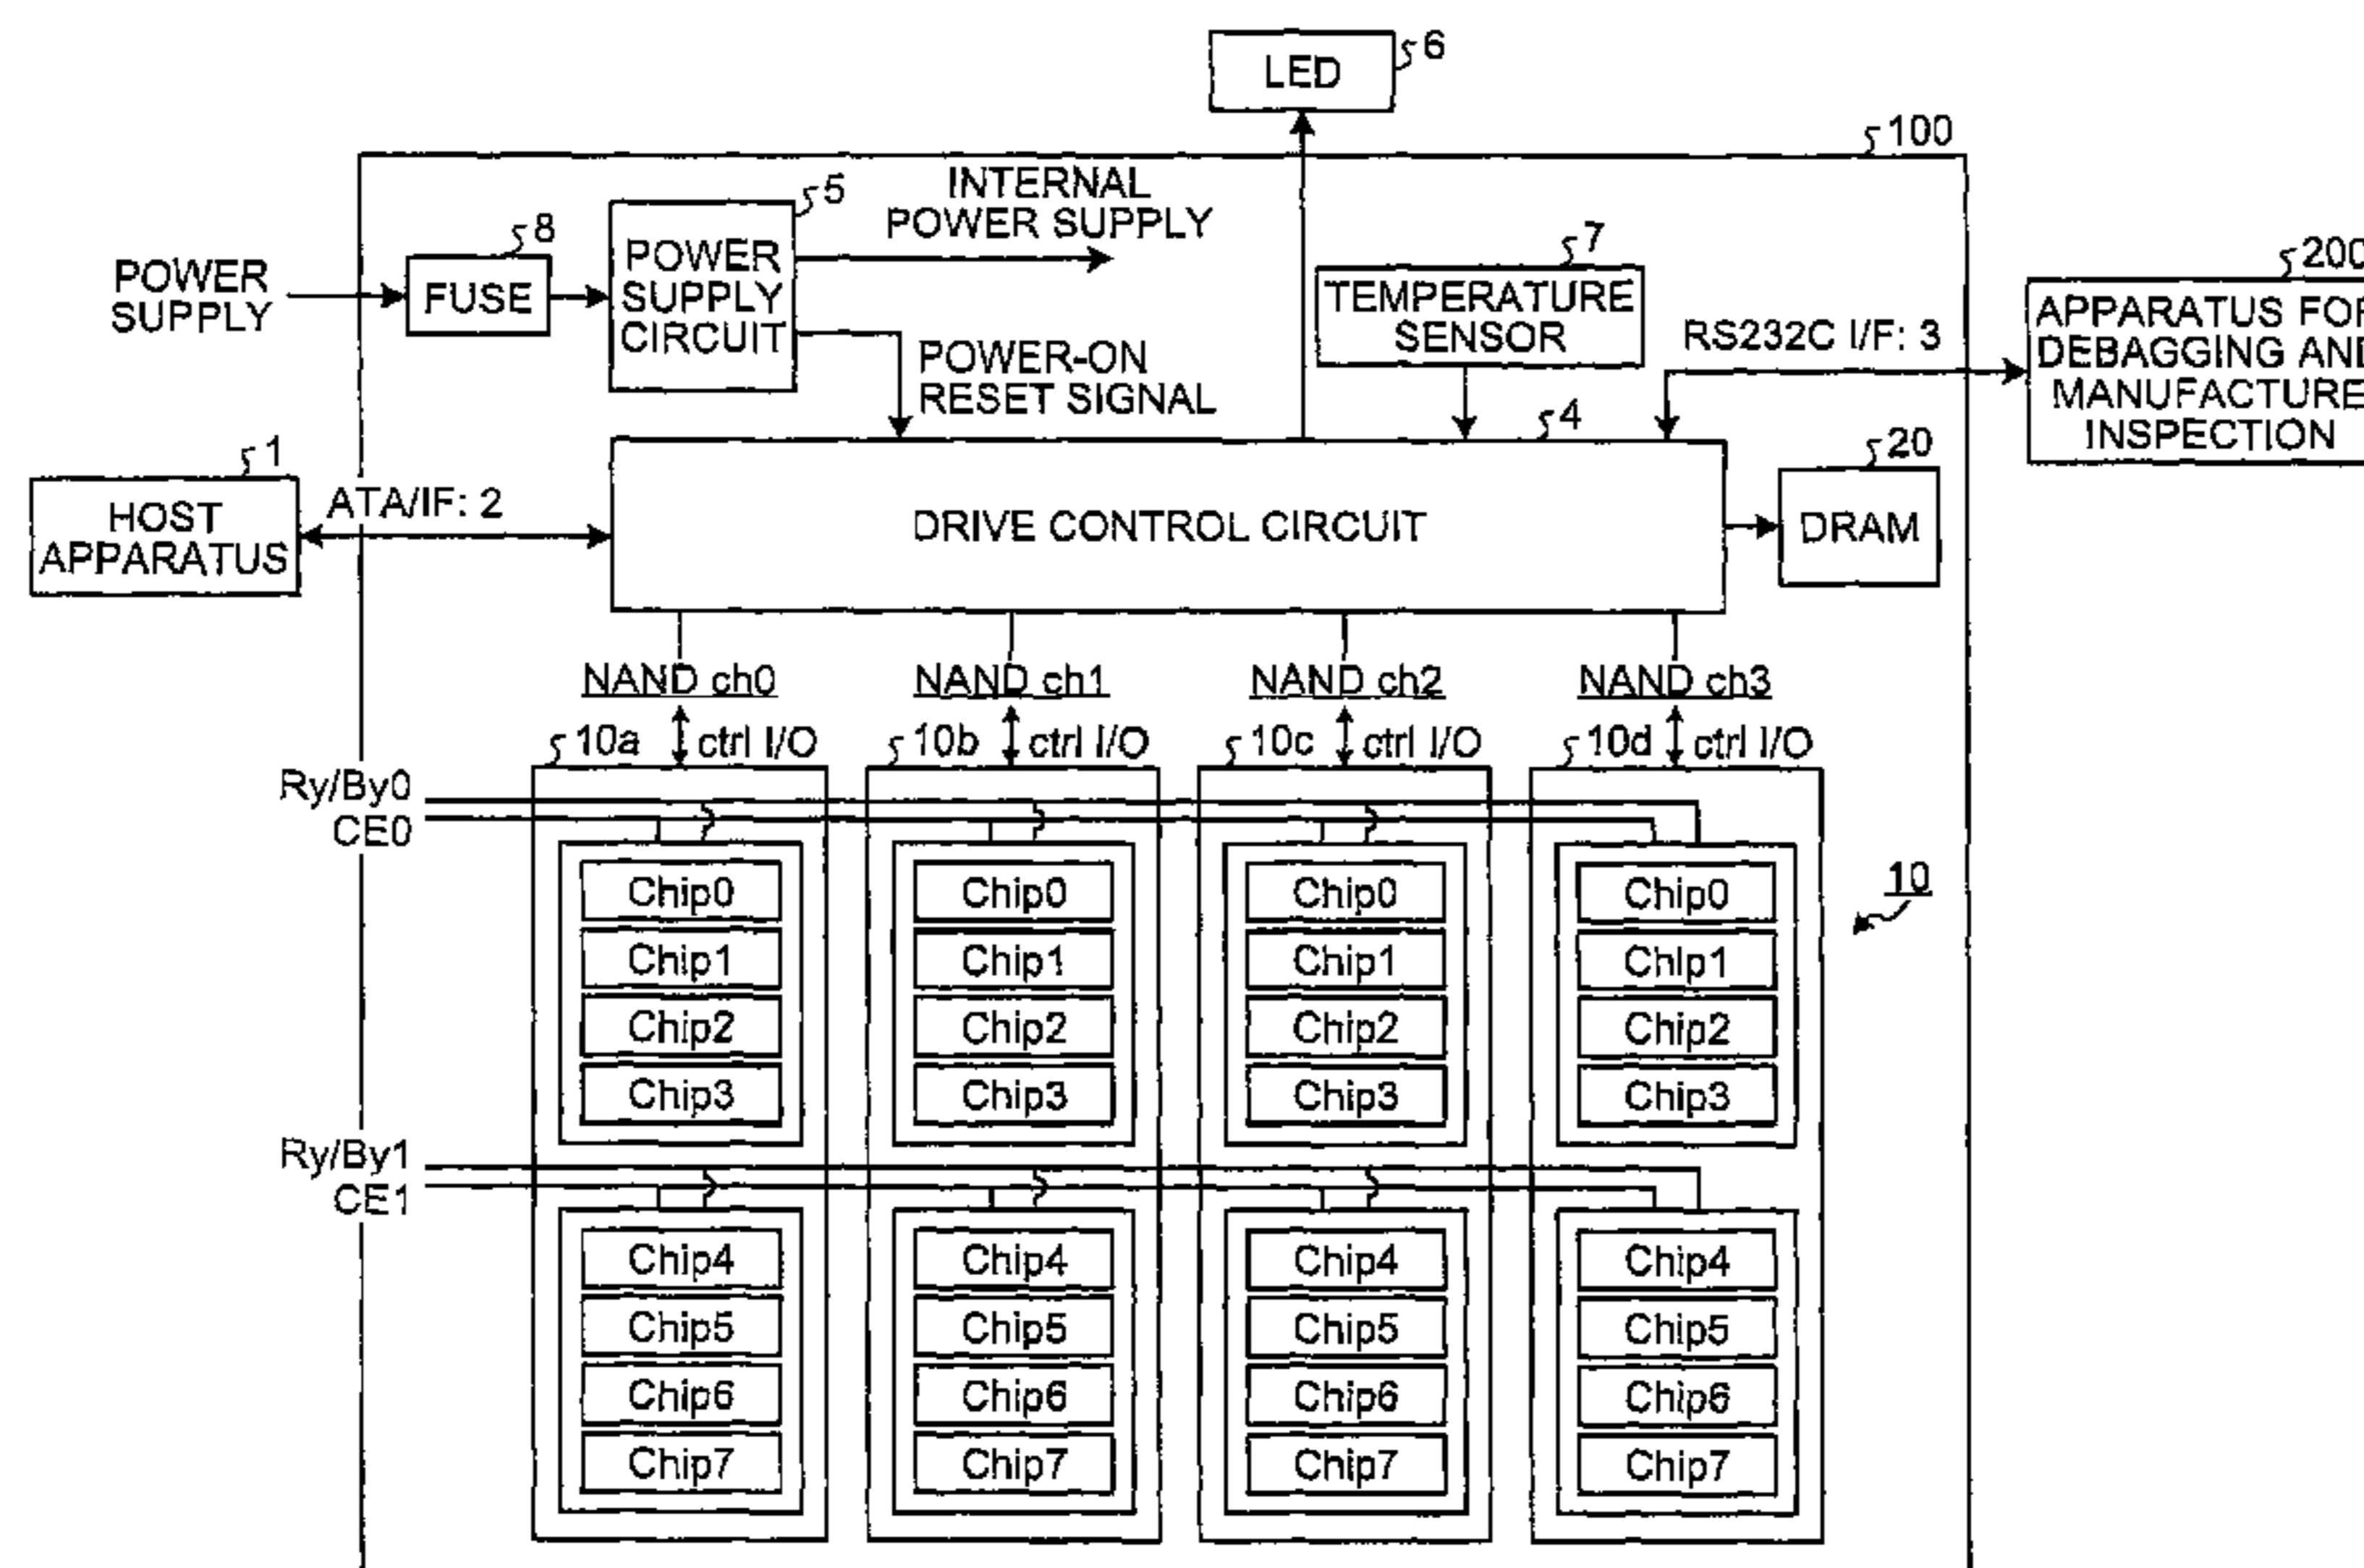 6
LED
100
5
INTERNAL
POWER SUPPLY
8
POWER
SUPPLY
FUSE
POWER
SUPPLY
CIRCUIT
7
TEMPERATURE
SENSOR
200
APPARATUS FOR
DEBAGGING AND
MANUFACTURE
INSPECTION
RS232C I/F: 3
POWER-ON
RESET SIGNAL
4
1
HOST
APPARATUS
ATA/IF: 2
DRIVE CONTROL CIRCUIT
20
DRAM
NAND ch0 NAND ch1 NAND ch2 NAND ch3
10a ctrl I/O 10b ctrl I/O 10c ctrl I/O 10d ctrl I/O
Ry/By0
CE0
Chip0 Chip0 Chip0 Chip0
10
Chip1 Chip1 Chip1 Chip1
Chip2 Chip2 Chip2 Chip2
Chip3 Chip3 Chip3 Chip3
Ry/By1
CE1
Chip4 Chip4 Chip4 Chip4
Chip5 Chip5 Chip5 Chip5
Chip6 Chip6 Chip6 Chip6
Chip7 Chip7 Chip7 Chip7